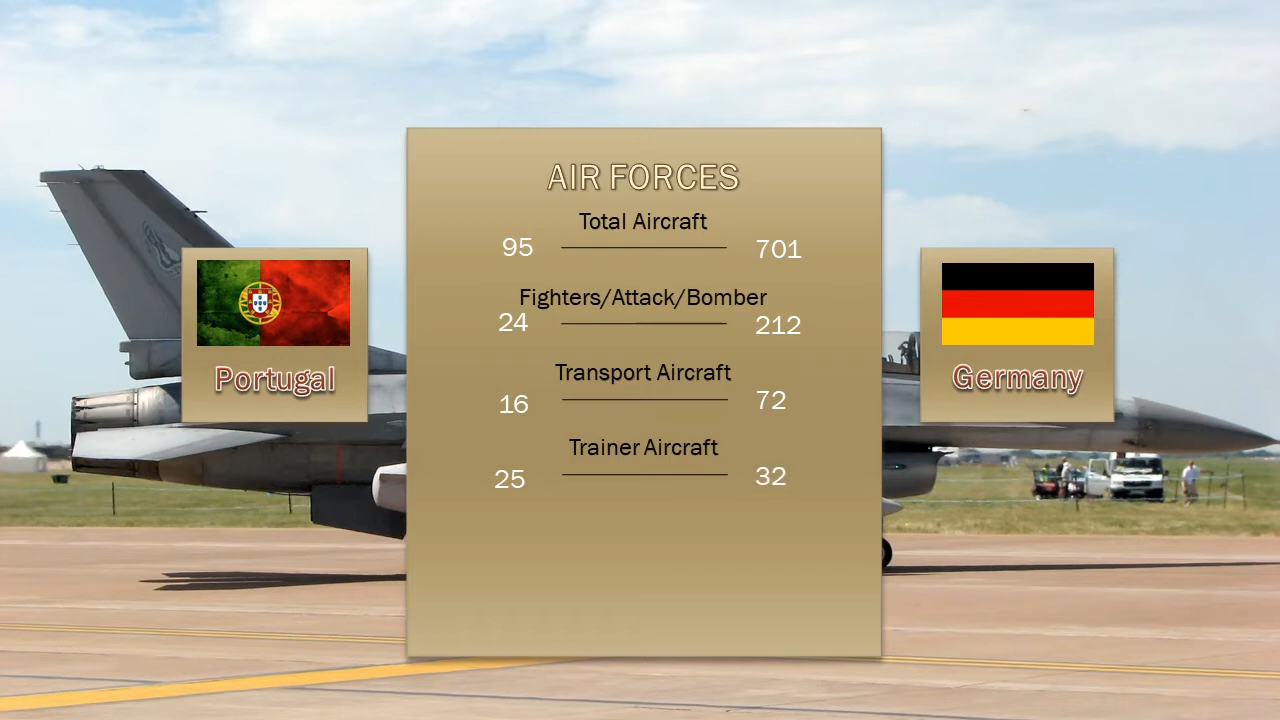 AIR FORCES
Total Aircraft
95 701
Fighters/Attack/Bomber
24 212
Transport Aircraft
16 72
Trainer Aircraft
25 32
Portugal
Germany